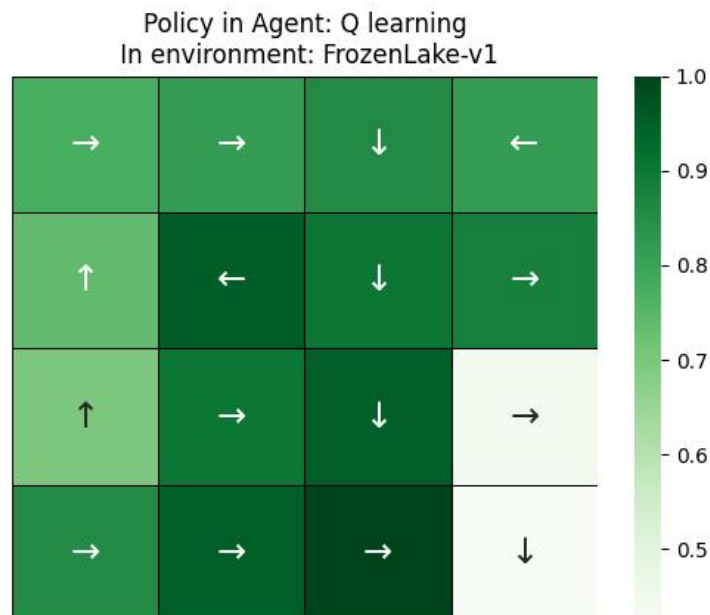 Policy in Agent: Q learning
In environment: FrozenLake-v1
→ → ↓ ←
↑ ← ↓ →
↑ → ↓ →
→ → → ↓
1.0
0.9
0.8
0.7
0.6
0.5